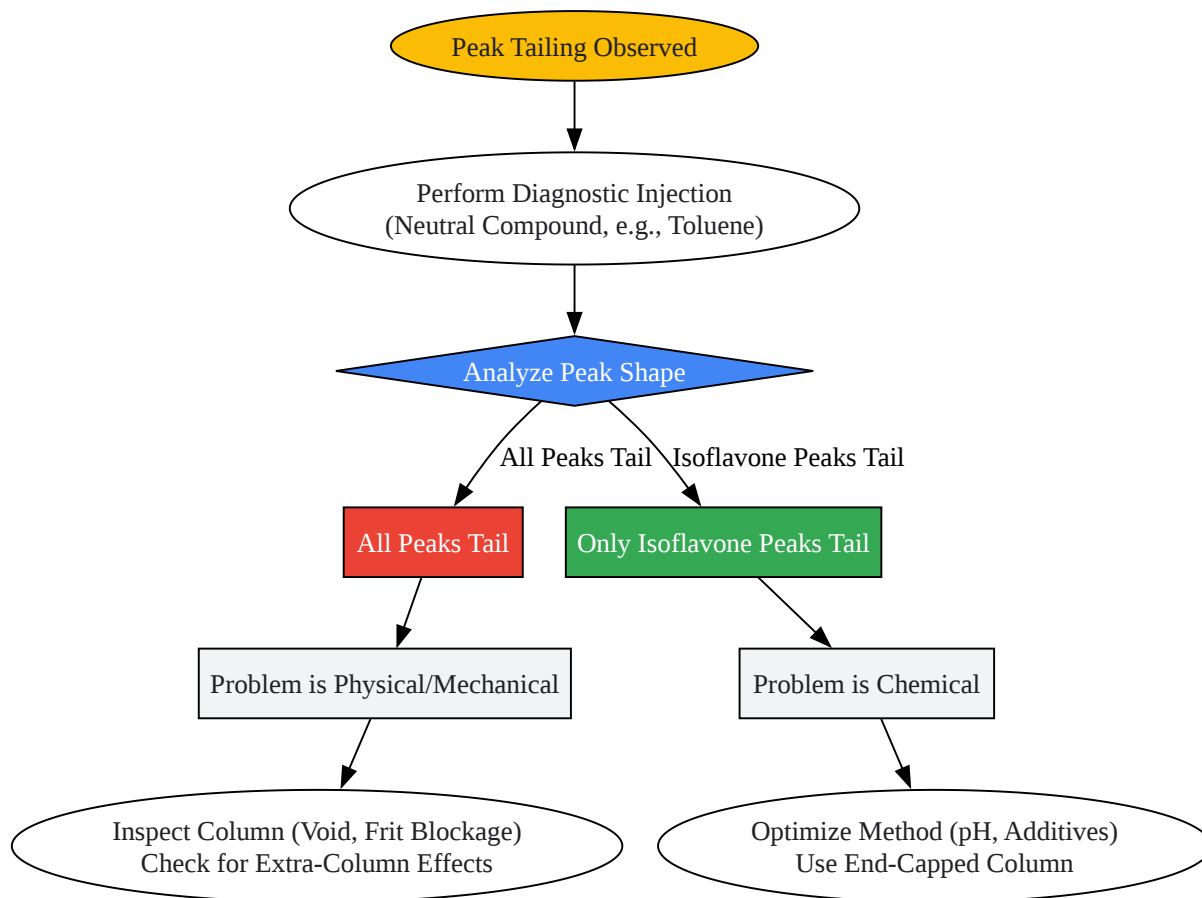 Peak Tailing Observed
Perform Diagnostic Injection
(Neutral Compound, e.g., Toluene)
Analyze Peak Shape
All Peaks Tail
Isoflavone Peaks Tail
All Peaks Tail
Only Isoflavone Peaks Tail
Problem is Physical/Mechanical
Problem is Chemical
Inspect Column (Void, Frit Blockage)
Check for Extra-Column Effects
Optimize Method (pH, Additives)
Use End-Capped Column